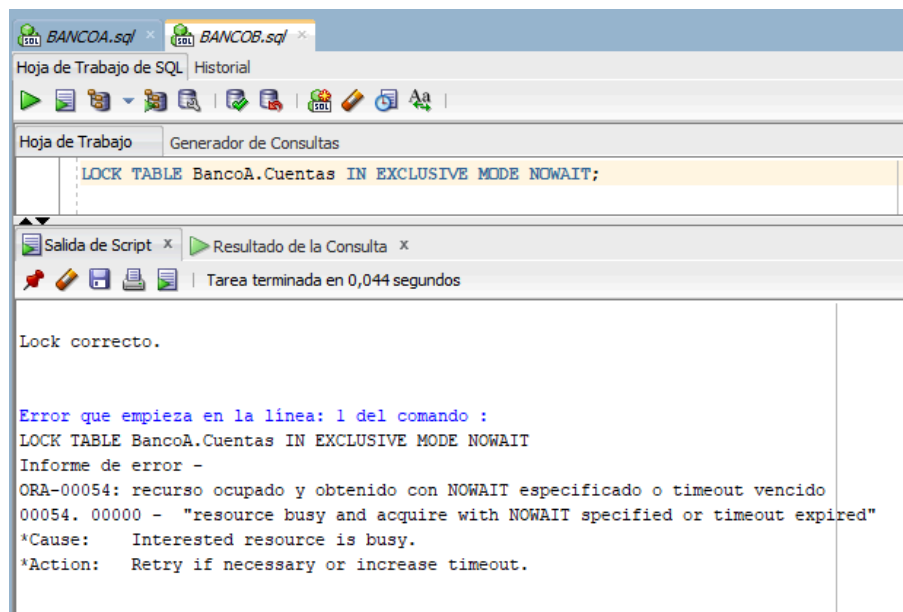 BANCOA.sql
BANCOB.sql
Hoja de Trabajo de SQL Historial
Hoja de Trabajo Generador de Consultas
LOCK TABLE BancoA.Cuentas IN EXCLUSIVE MODE NOWAIT;
Salida de Script x Resultado de la Consulta x
Tarea terminada en 0,044 segundos
Lock correcto.
Error que empieza en la línea: 1 del comando :
LOCK TABLE BancoA.Cuentas IN EXCLUSIVE MODE NOWAIT
Informe de error -
ORA-00054: recurso ocupado y obtenido con NOWAIT especificado o timeout vencido
00054. 00000 - "resource busy and acquire with NOWAIT specified or timeout expired"
*Cause: Interested resource is busy.
*Action: Retry if necessary or increase timeout.